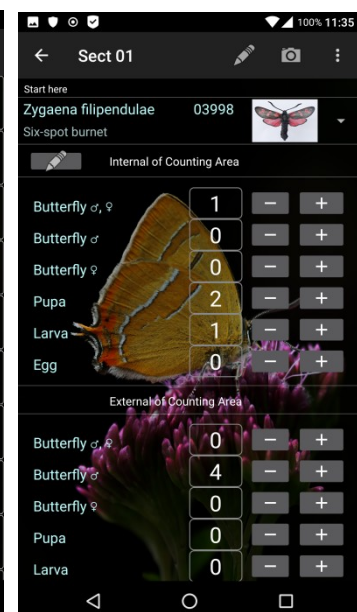 100% 11:35
Sect 01
Start here
Zygaena filipendulae 03998
Six-spot burnet
Internal of Counting Area
Butterfly ♂, ♀ 1 − +
Butterfly ♂ 0 − +
Butterfly ♀ 0 − +
Pupa 2 − +
Larva 1 − +
Egg 0 − +
External of Counting Area
Butterfly ♂, ♀ 0 − +
Butterfly ♂ 4 − +
Butterfly ♀ 0 − +
Pupa 0 − +
Larva 0 − +